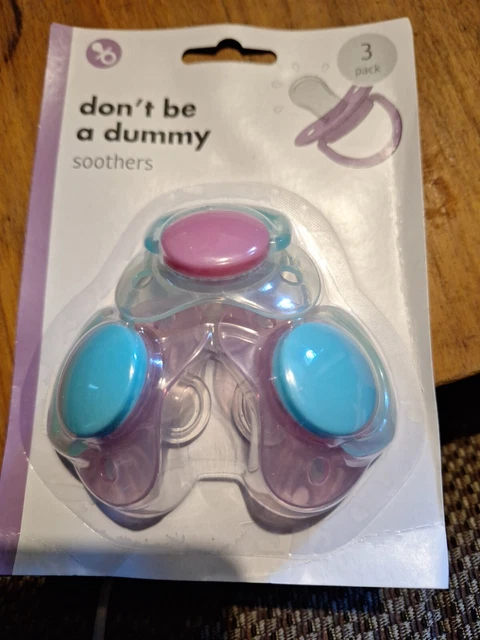 3
pack
don't be
a dummy
soothers